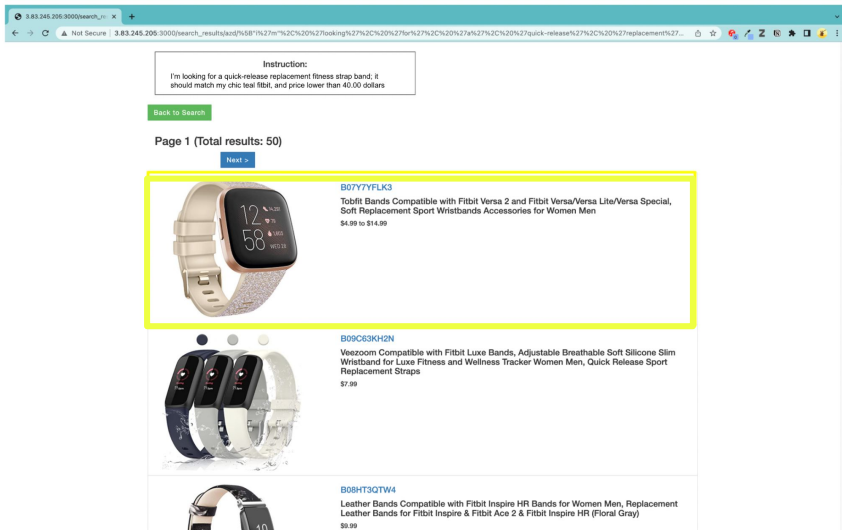 3.83.245.205:3000/search_re
Not Secure
3.83.245.205:3000/search_results/azd/%5B"i%27m"%2C%20%27looking%27%2C%20%27for%27%2C%20%27a%27%2C%20%27quick-release%27%2C%20%27replacement%27...
Instruction:
I'm looking for a quick-release replacement fitness strap band; it
should match my chic teal fitbit, and price lower than 40.00 dollars
Back to Search
Page 1 (Total results: 50)
Next >
B07Y7YFLK3
Tobfit Bands Compatible with Fitbit Versa 2 and Fitbit Versa/Versa Lite/Versa Special,
Soft Replacement Sport Wristbands Accessories for Women Men
$4.99 to $14.99
12
58
WED 28
B09C63KH2N
Veezoom Compatible with Fitbit Luxe Bands, Adjustable Breathable Soft Silicone Slim
Wristband for Luxe Fitness and Wellness Tracker Women Men, Quick Release Sport
Replacement Straps
$7.99
B08HT3QTW4
Leather Bands Compatible with Fitbit Inspire HR Bands for Women Men, Replacement
Leather Bands for Fitbit Inspire & Fitbit Ace 2 & Fitbit Inspire HR (Floral Gray)
$9.99
10